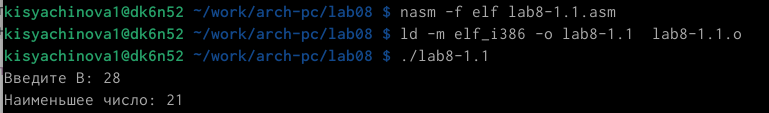 kisyachinova1@dk6n52 ~/work/arch-pc/lab08 $ nasm -f elf lab8-1.1.asm
kisyachinova1@dk6n52 ~/work/arch-pc/lab08 $ ld -m elf_i386 -o lab8-1.1  lab8-1.1.o
kisyachinova1@dk6n52 ~/work/arch-pc/lab08 $ ./lab8-1.1
Введите В: 28
Наименьшее число: 21